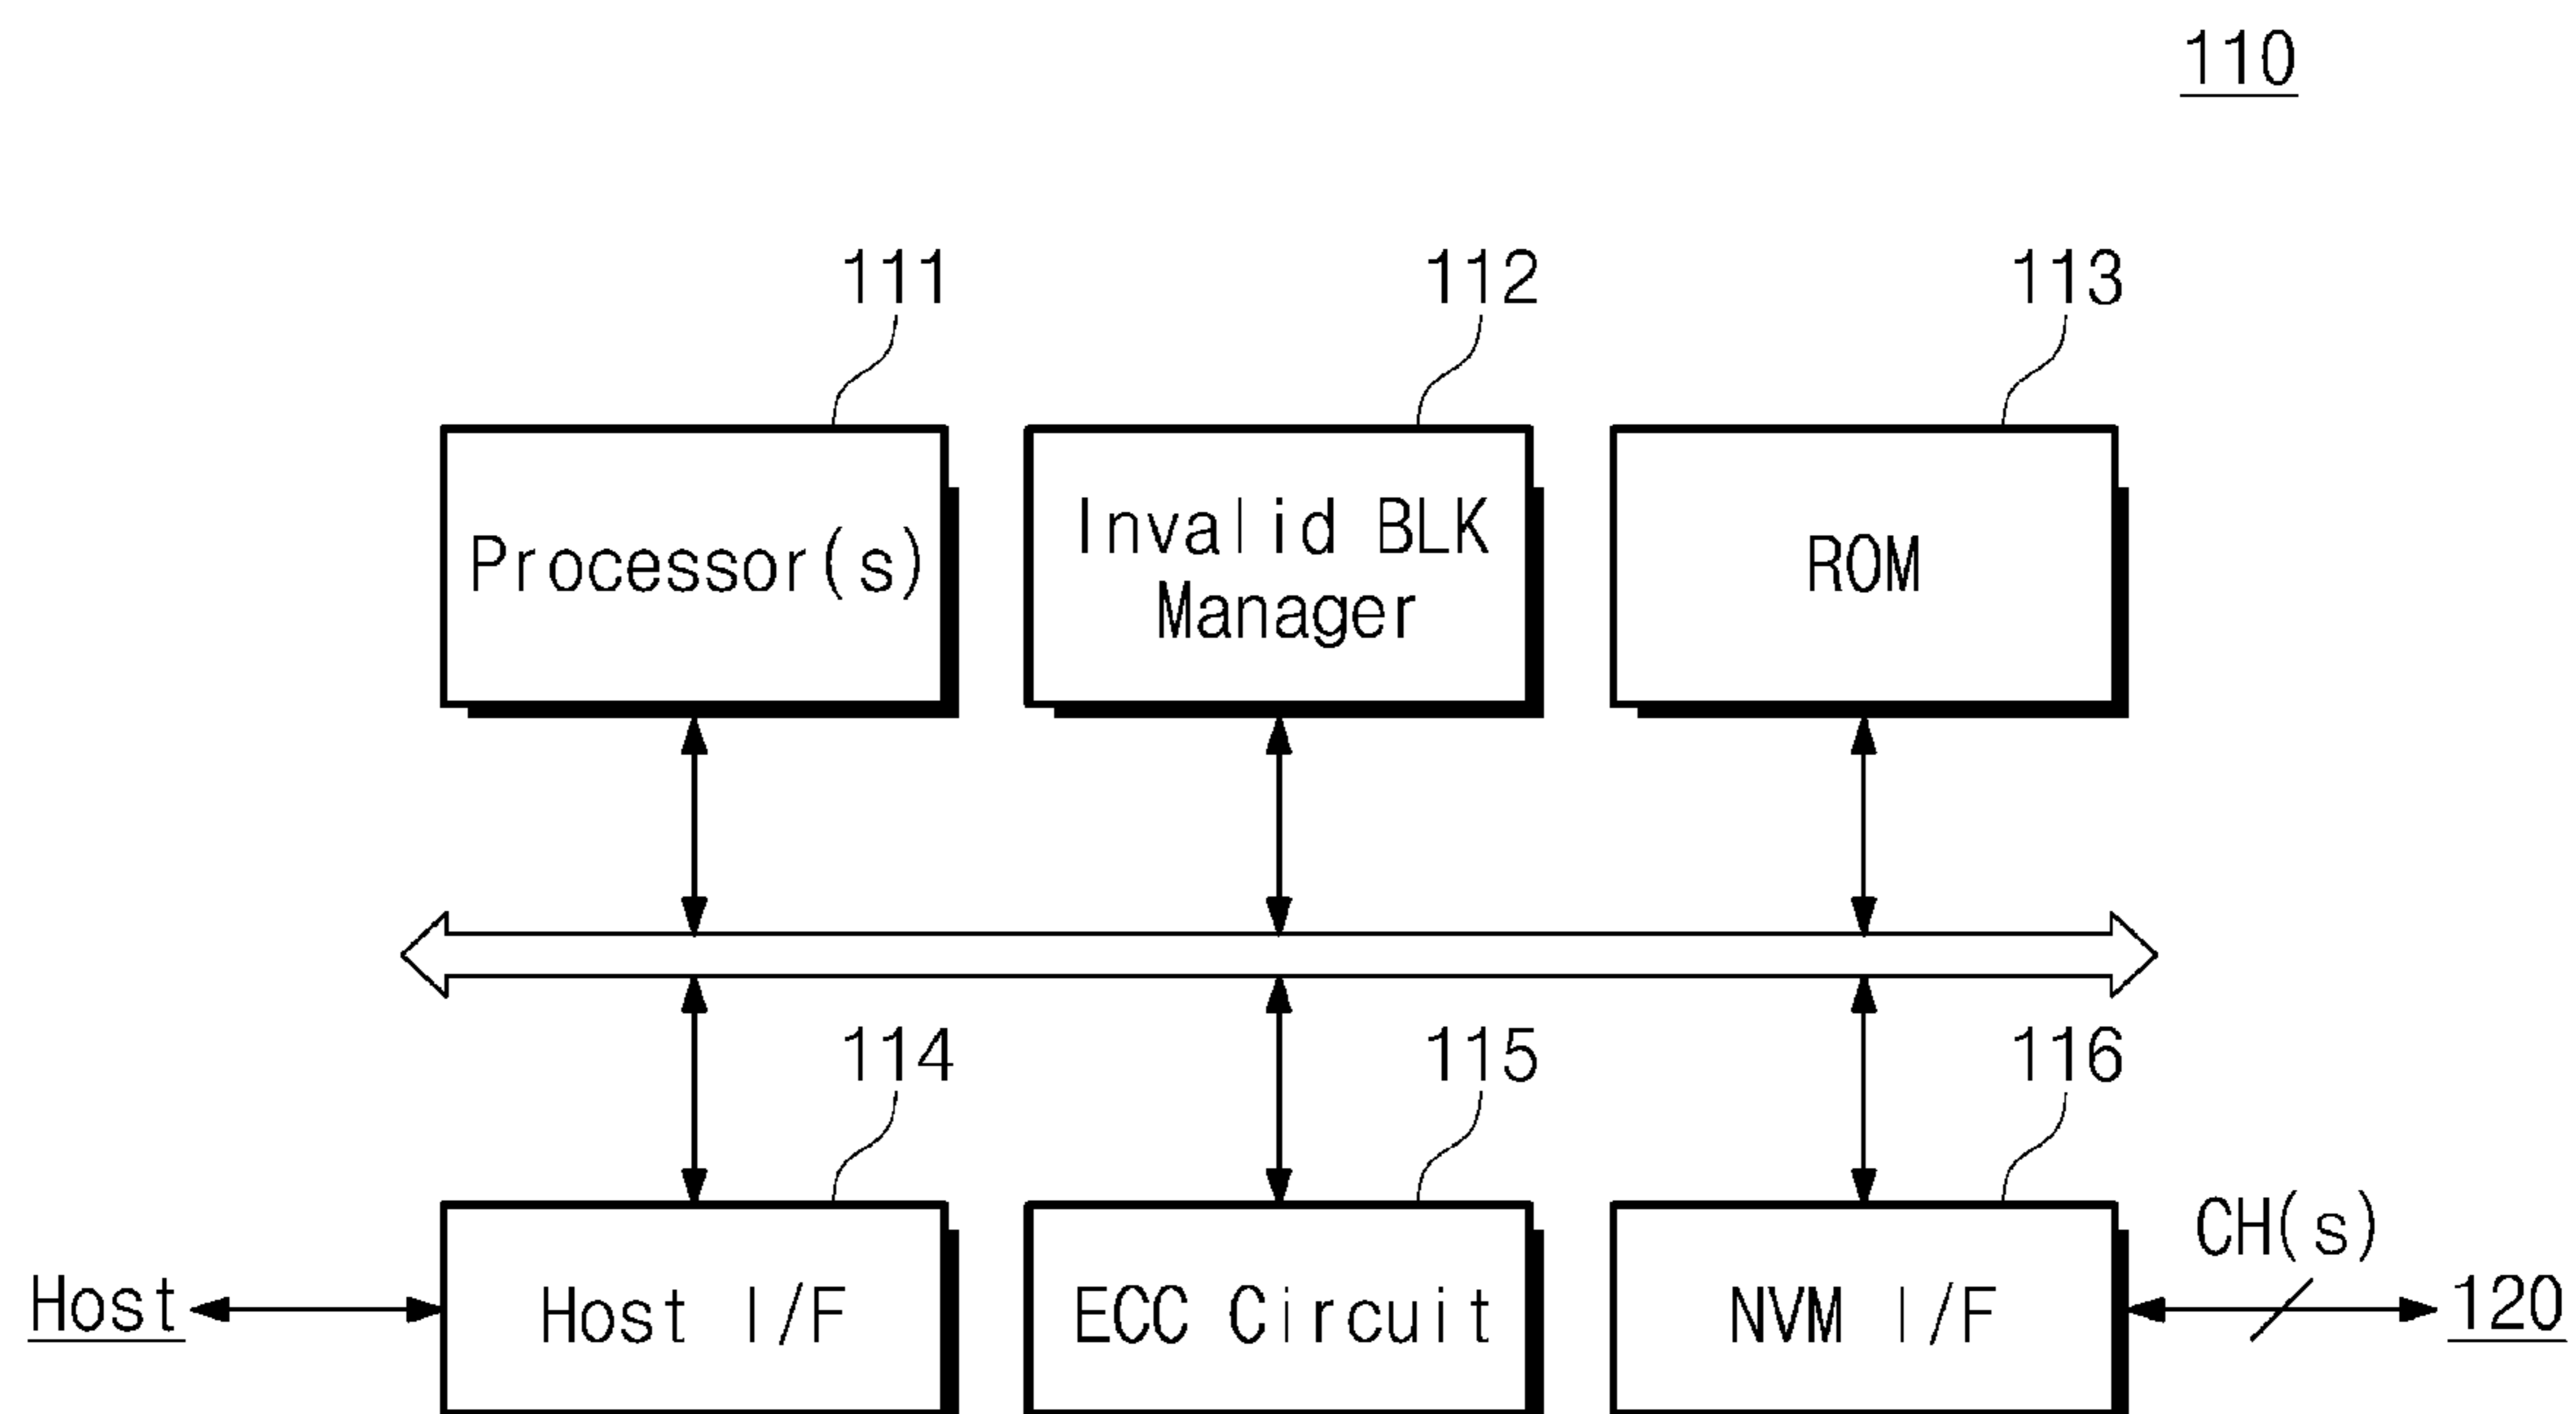 110
111
112
113
Processor(s)
Invalid BLK
Manager
ROM
114
115
116
Host
Host I/F
ECC Circuit
NVM I/F
CH(s)
120